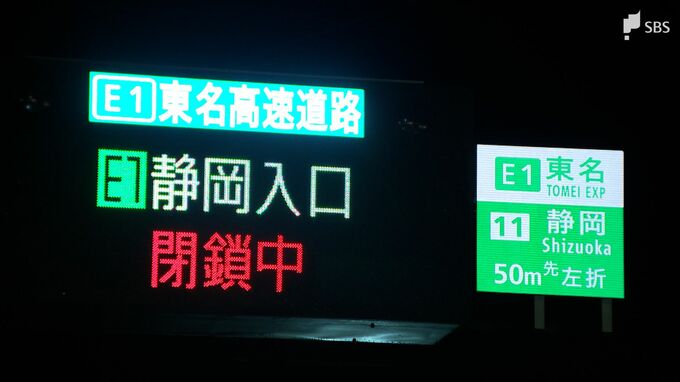 SBS
E1 東名高速道路
E1 静岡入口
閉鎖中
E1 東名
TOMEI EXP
11 静岡
Shizuoka
50m先左折